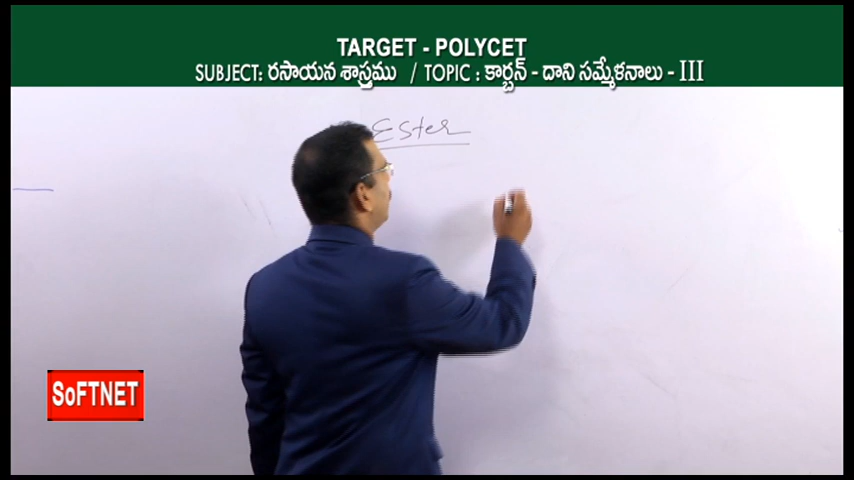 TARGET - POLYCET
SUBJECT: రసాయన శాస్త్రము / TOPIC : కార్బన్ - దాని సమ్మేళనాలు - III
Ester
SoFTNET